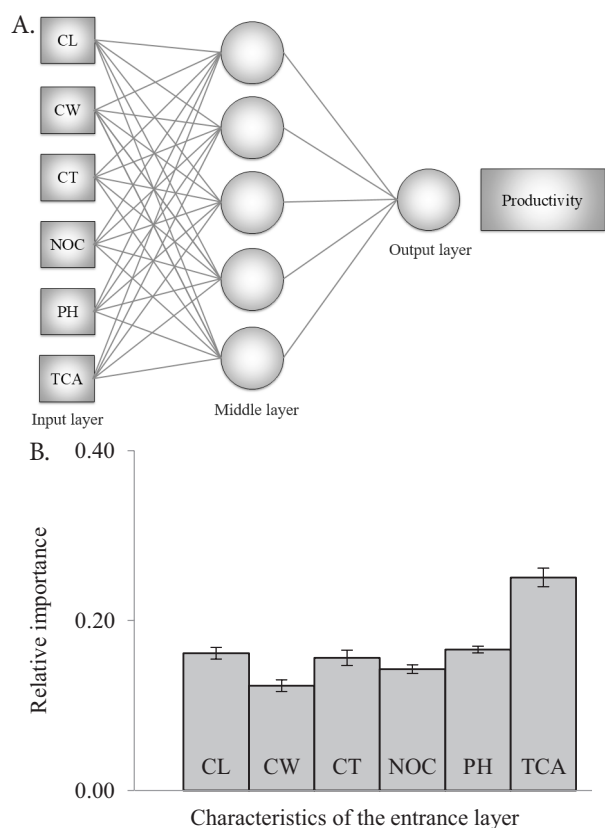 A.
CL
CW
CT
NOC
PH
TCA
Input layer
Middle layer
Output layer
Productivity
B.
0.40
0.20
0.00
Relative importance
CL CW CT NOC PH TCA
Characteristics of the entrance layer